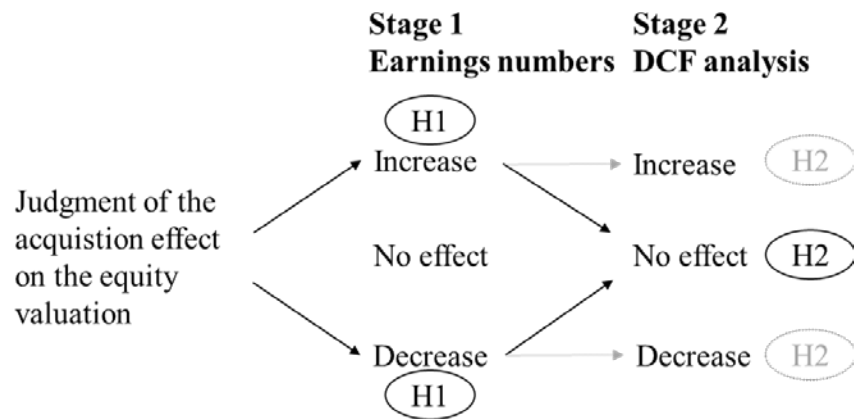 Stage 1
Earnings numbers
Stage 2
DCF analysis
H1
Increase
Increase
H2
Judgment of the
acquistion effect
on the equity
valuation
No effect
No effect
H2
Decrease
H1
Decrease
H2